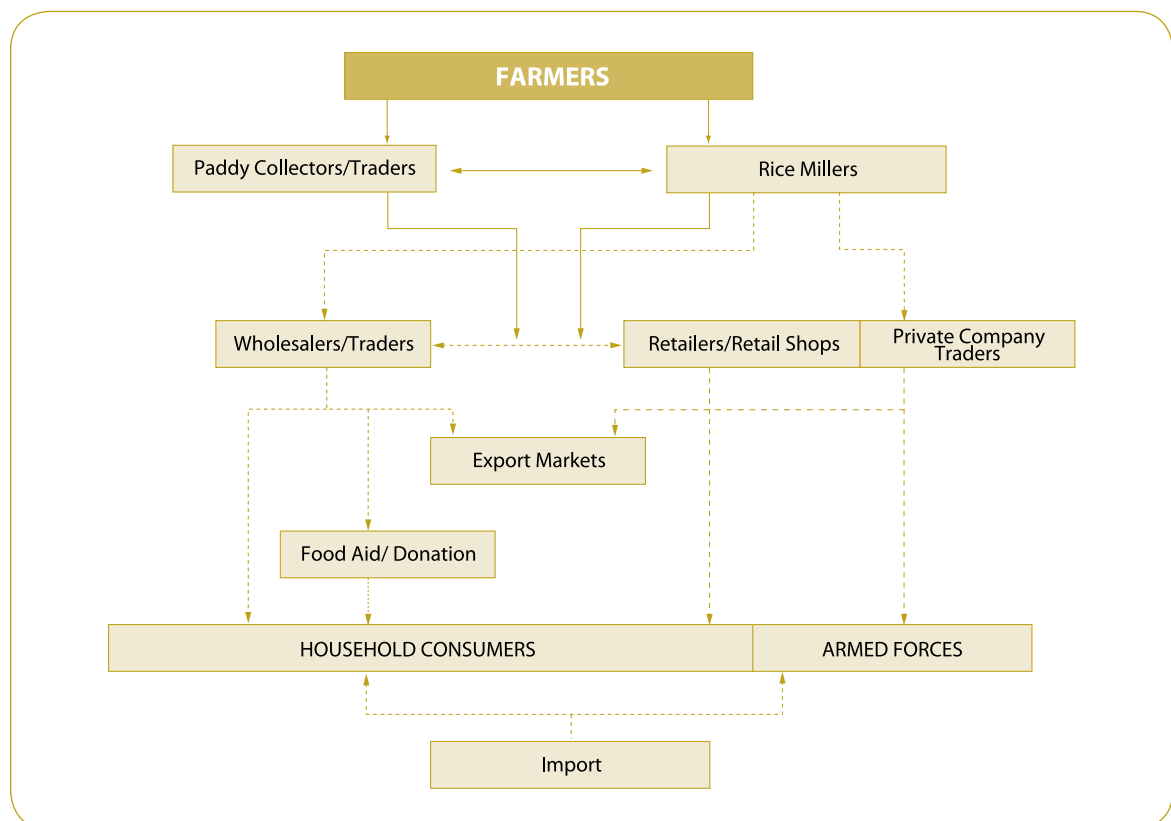 FARMERS
Paddy Collectors/Traders
Rice Millers
Wholesalers/Traders
Retailers/Retail Shops
Private Company
Traders
Export Markets
Food Aid/ Donation
HOUSEHOLD CONSUMERS
ARMED FORCES
Import